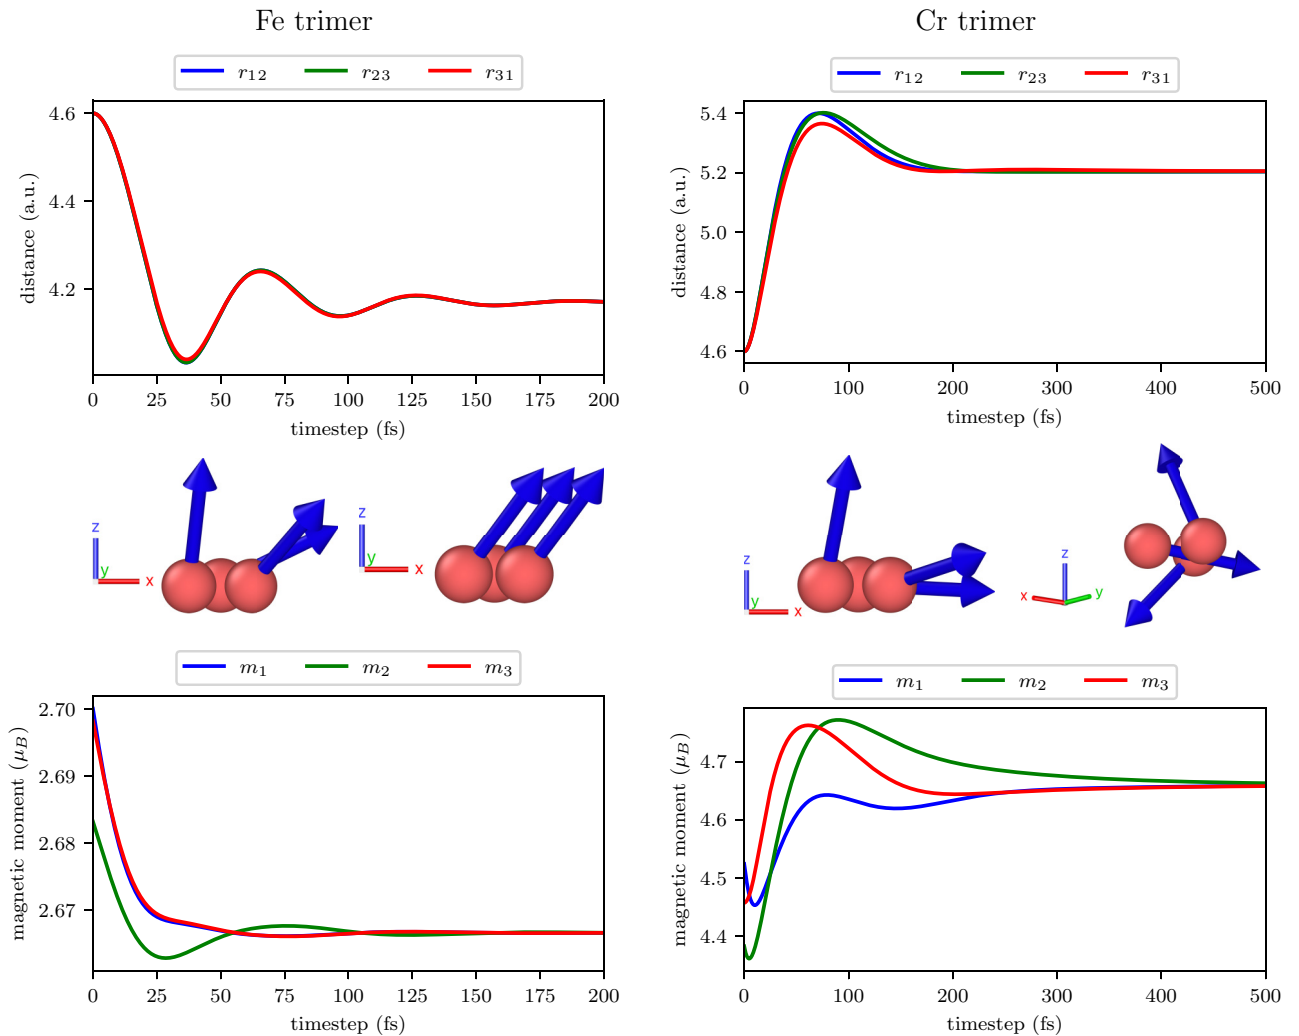 Fe trimer
r12 r23 r31
4.6
4.4
4.2
distance (a.u.)
0 25 50 75 100 125 150 175 200
timestep (fs)
z
y
x
z
y
x
m1 m2 m3
2.70
2.69
2.68
2.67
magnetic moment (μB)
0 25 50 75 100 125 150 175 200
timestep (fs)
Cr trimer
r12 r23 r31
5.4
5.2
5.0
4.8
4.6
distance (a.u.)
0 100 200 300 400 500
timestep (fs)
z
y
x
z
x
y
m1 m2 m3
4.7
4.6
4.5
4.4
magnetic moment (μB)
0 100 200 300 400 500
timestep (fs)